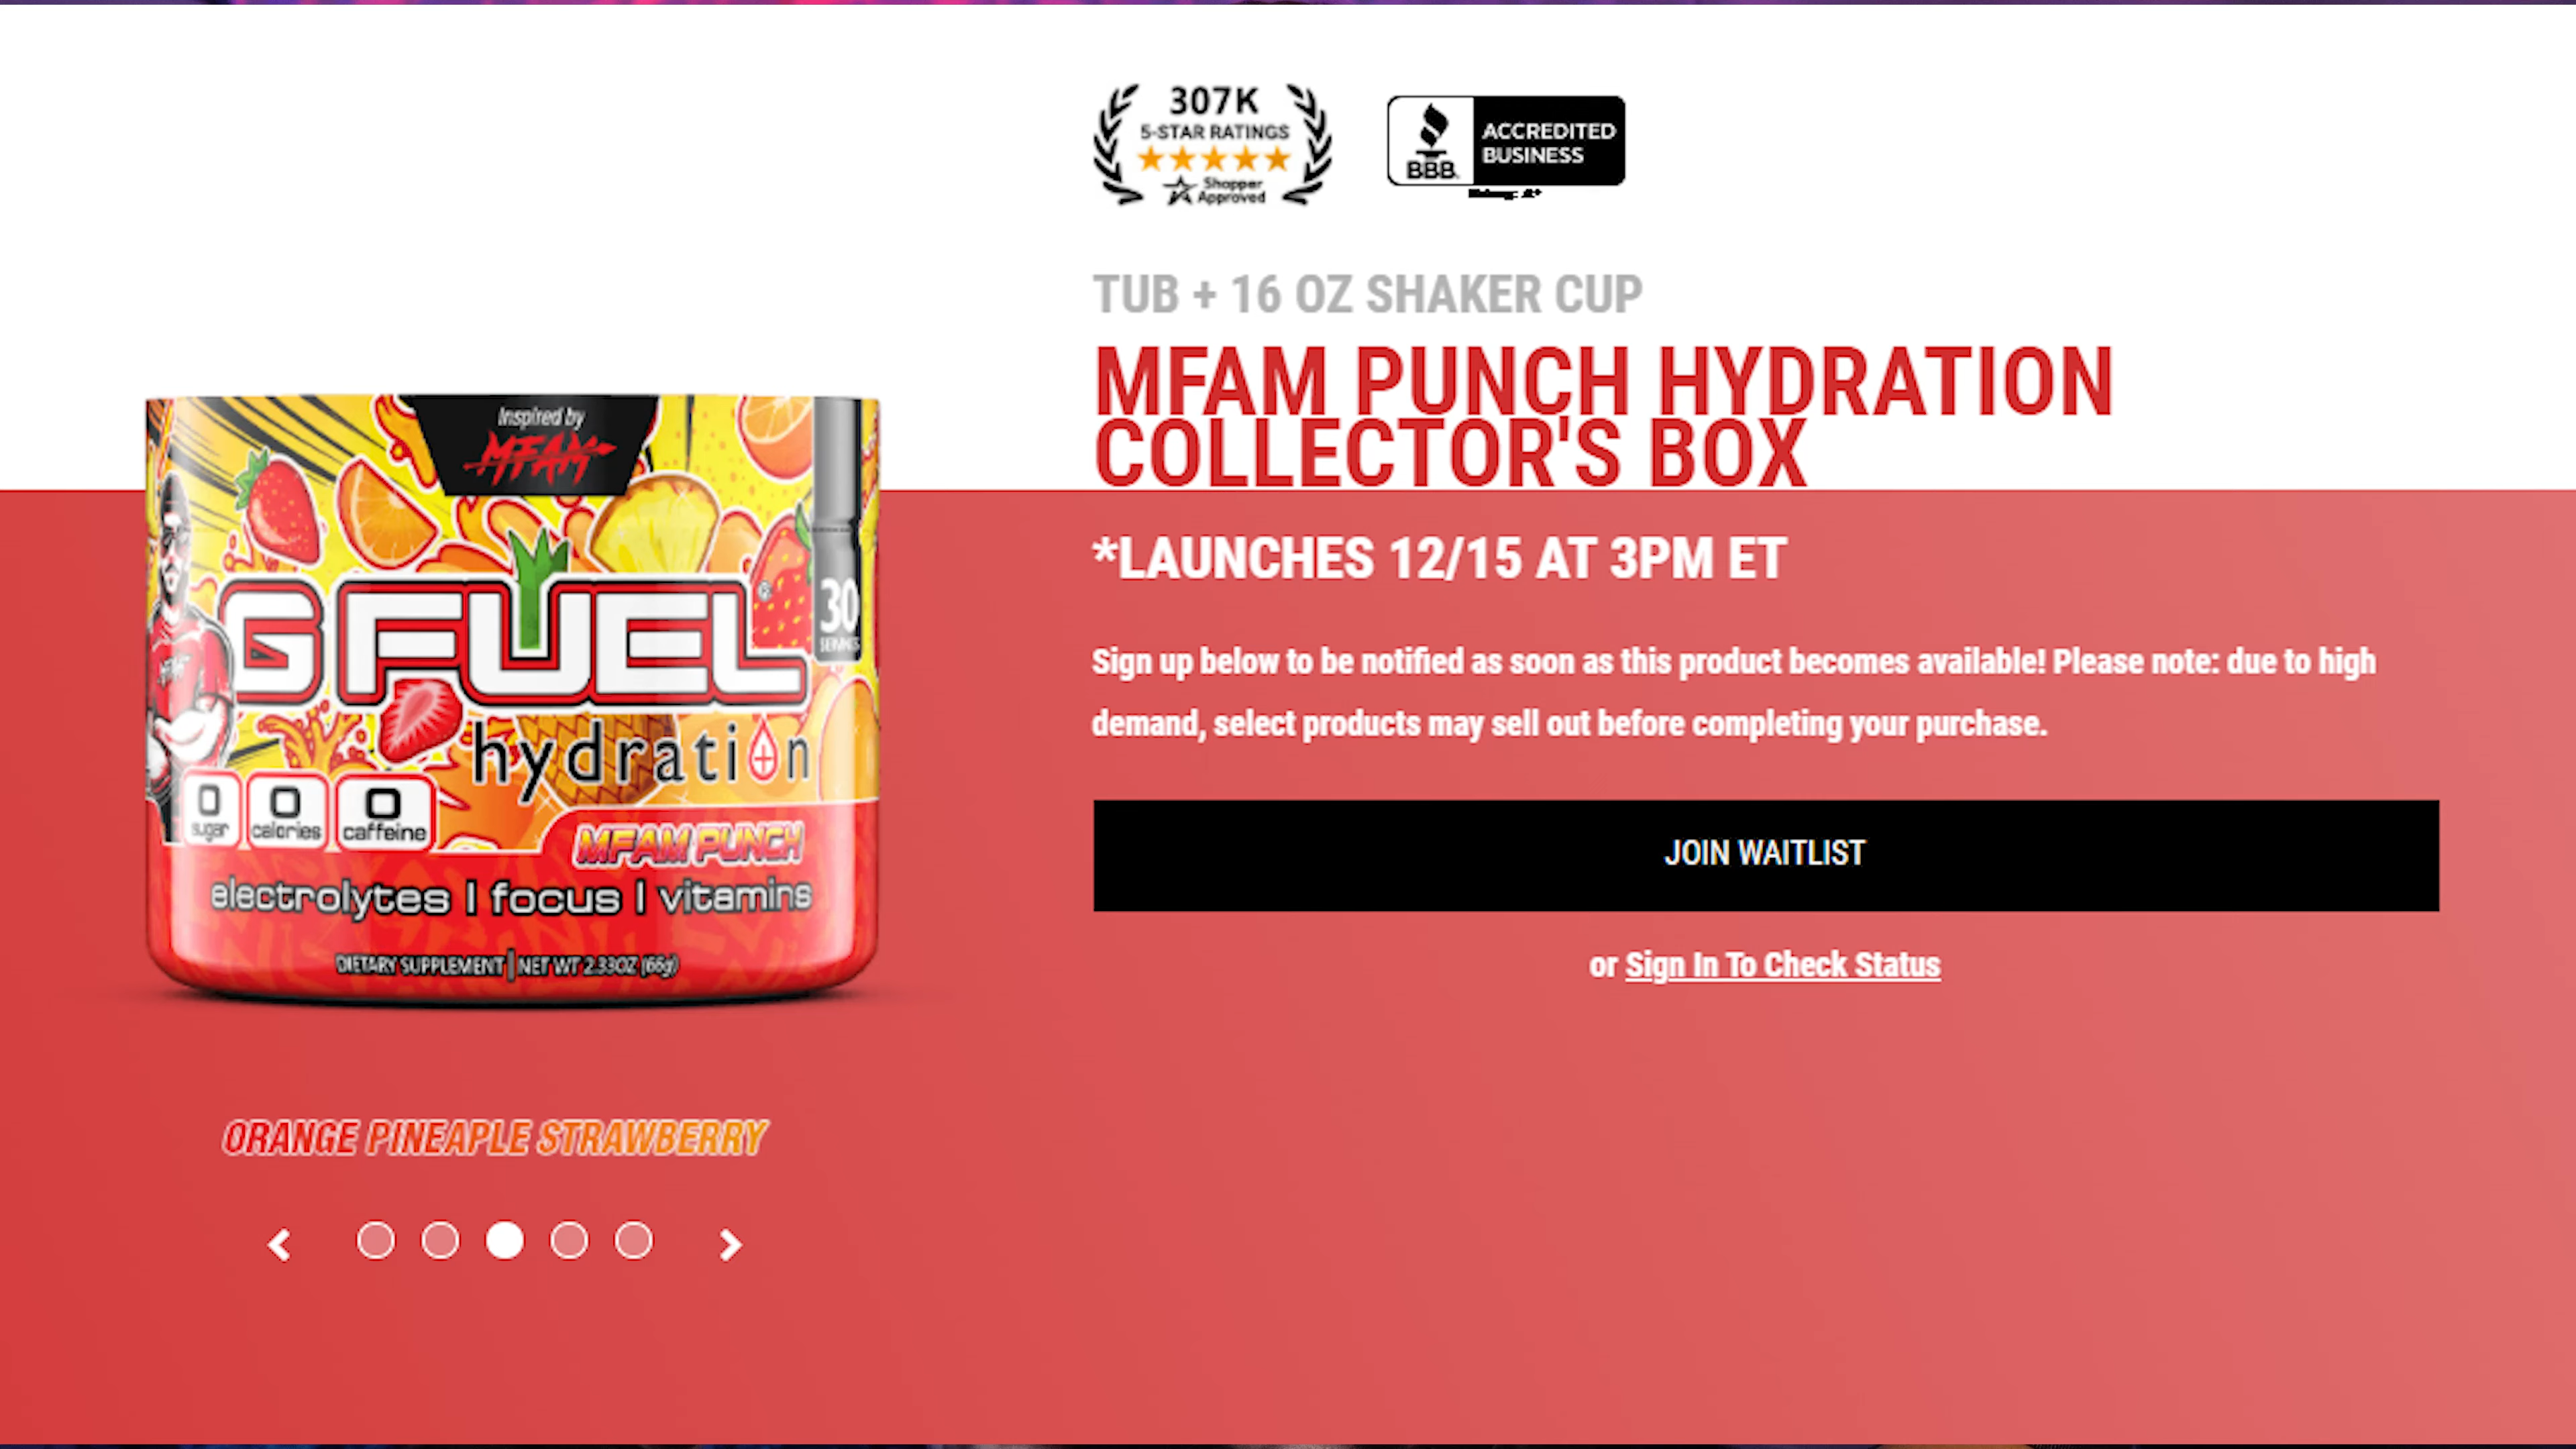 307K
5-STAR RATINGS
Shopper
Approved
BBB.
ACCREDITED
BUSINESS
TUB + 16 OZ SHAKER CUP
MFAM PUNCH HYDRATION
COLLECTOR'S BOX
*LAUNCHES 12/15 AT 3PM ET
Sign up below to be notified as soon as this product becomes available! Please note: due to high
demand, select products may sell out before completing your purchase.
JOIN WAITLIST
or Sign In To Check Status
Inspired by
MFAM
G FUEL®
30
SERVINGS
hydration
0 sugar
0 calories
0 caffeine
MFAM PUNCH
electrolytes | focus | vitamins
DIETARY SUPPLEMENT | NET WT 2.33OZ (66g)
ORANGE PINEAPLE STRAWBERRY